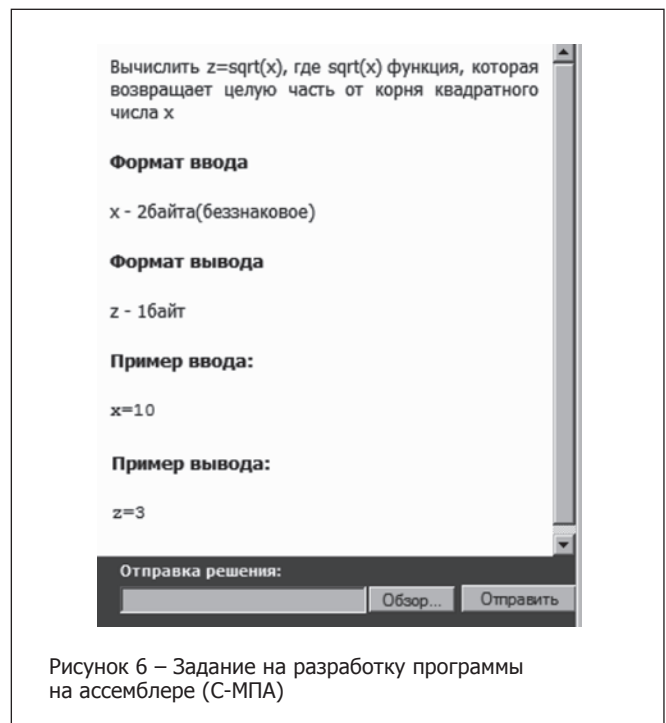 Вычислить z=sqrt(x), где sqrt(x) функция, которая
возвращает целую часть от корня квадратного
числа x
Формат ввода
x - 2байта(беззнаковое)
Формат вывода
z - 1байт
Пример ввода:
x=10
Пример вывода:
z=3
Отправка решения:
Обзор... Отправить
Рисунок 6 – Задание на разработку программы
на ассемблере (С-МПА)